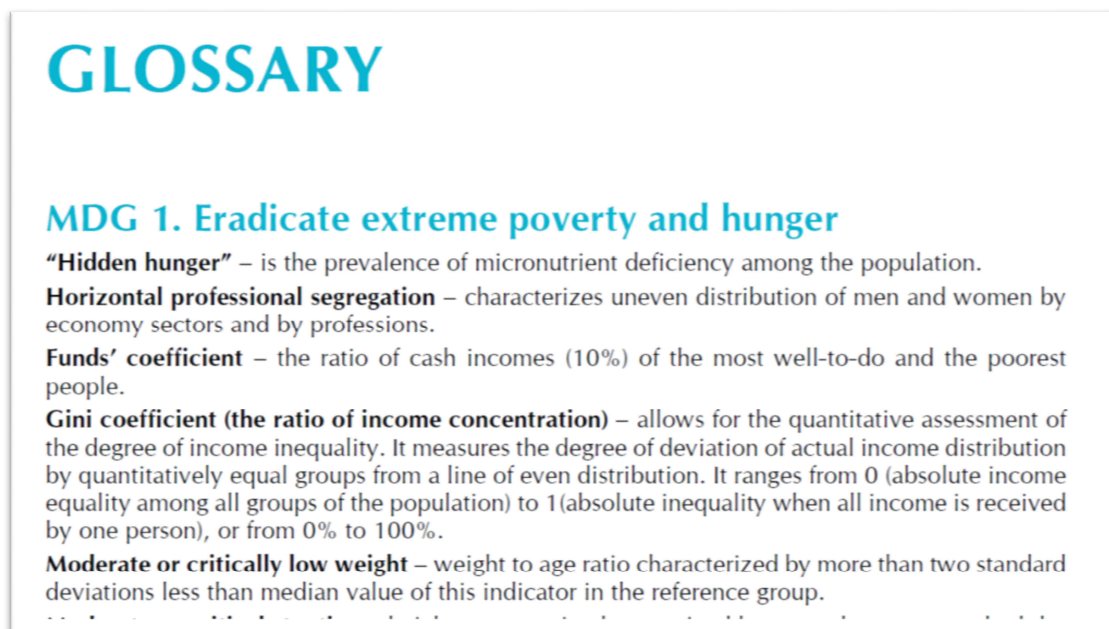 GLOSSARY
MDG 1. Eradicate extreme poverty and hunger
“Hidden hunger” – is the prevalence of micronutrient deficiency among the population.
Horizontal professional segregation – characterizes uneven distribution of men and women by
economy sectors and by professions.
Funds’ coefficient – the ratio of cash incomes (10%) of the most well-to-do and the poorest
people.
Gini coefficient (the ratio of income concentration) – allows for the quantitative assessment of
the degree of income inequality. It measures the degree of deviation of actual income distribution
by quantitatively equal groups from a line of even distribution. It ranges from 0 (absolute income
equality among all groups of the population) to 1(absolute inequality when all income is received
by one person), or from 0% to 100%.
Moderate or critically low weight – weight to age ratio characterized by more than two standard
deviations less than median value of this indicator in the reference group.